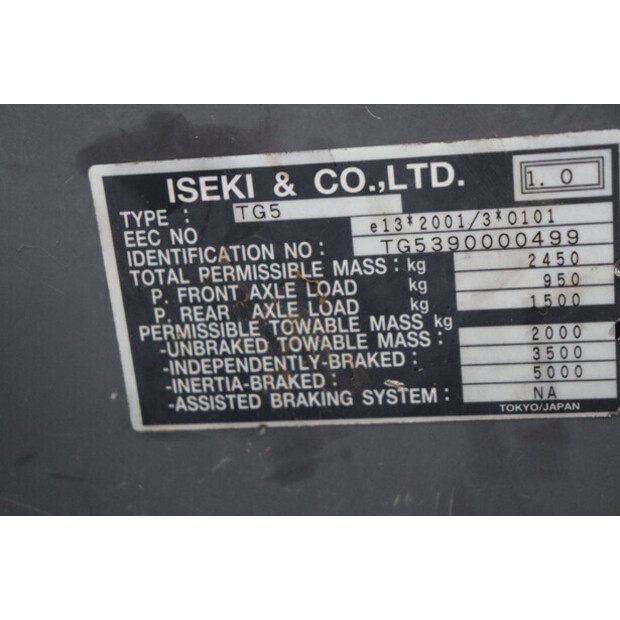 ISEKI & CO.,LTD. 1.0
TYPE : TG5
EEC NO e13*2001/3*0101
IDENTIFICATION NO : TG5390000499
TOTAL PERMISSIBLE MASS : kg 2450
P. FRONT AXLE LOAD kg 950
P. REAR AXLE LOAD kg 1500
PERMISSIBLE TOWABLE MASS kg
-UNBRAKED TOWABLE MASS : 2000
-INDEPENDENTLY-BRAKED : 3500
-INERTIA-BRAKED : 5000
-ASSISTED BRAKING SYSTEM : NA
TOKYO/JAPAN